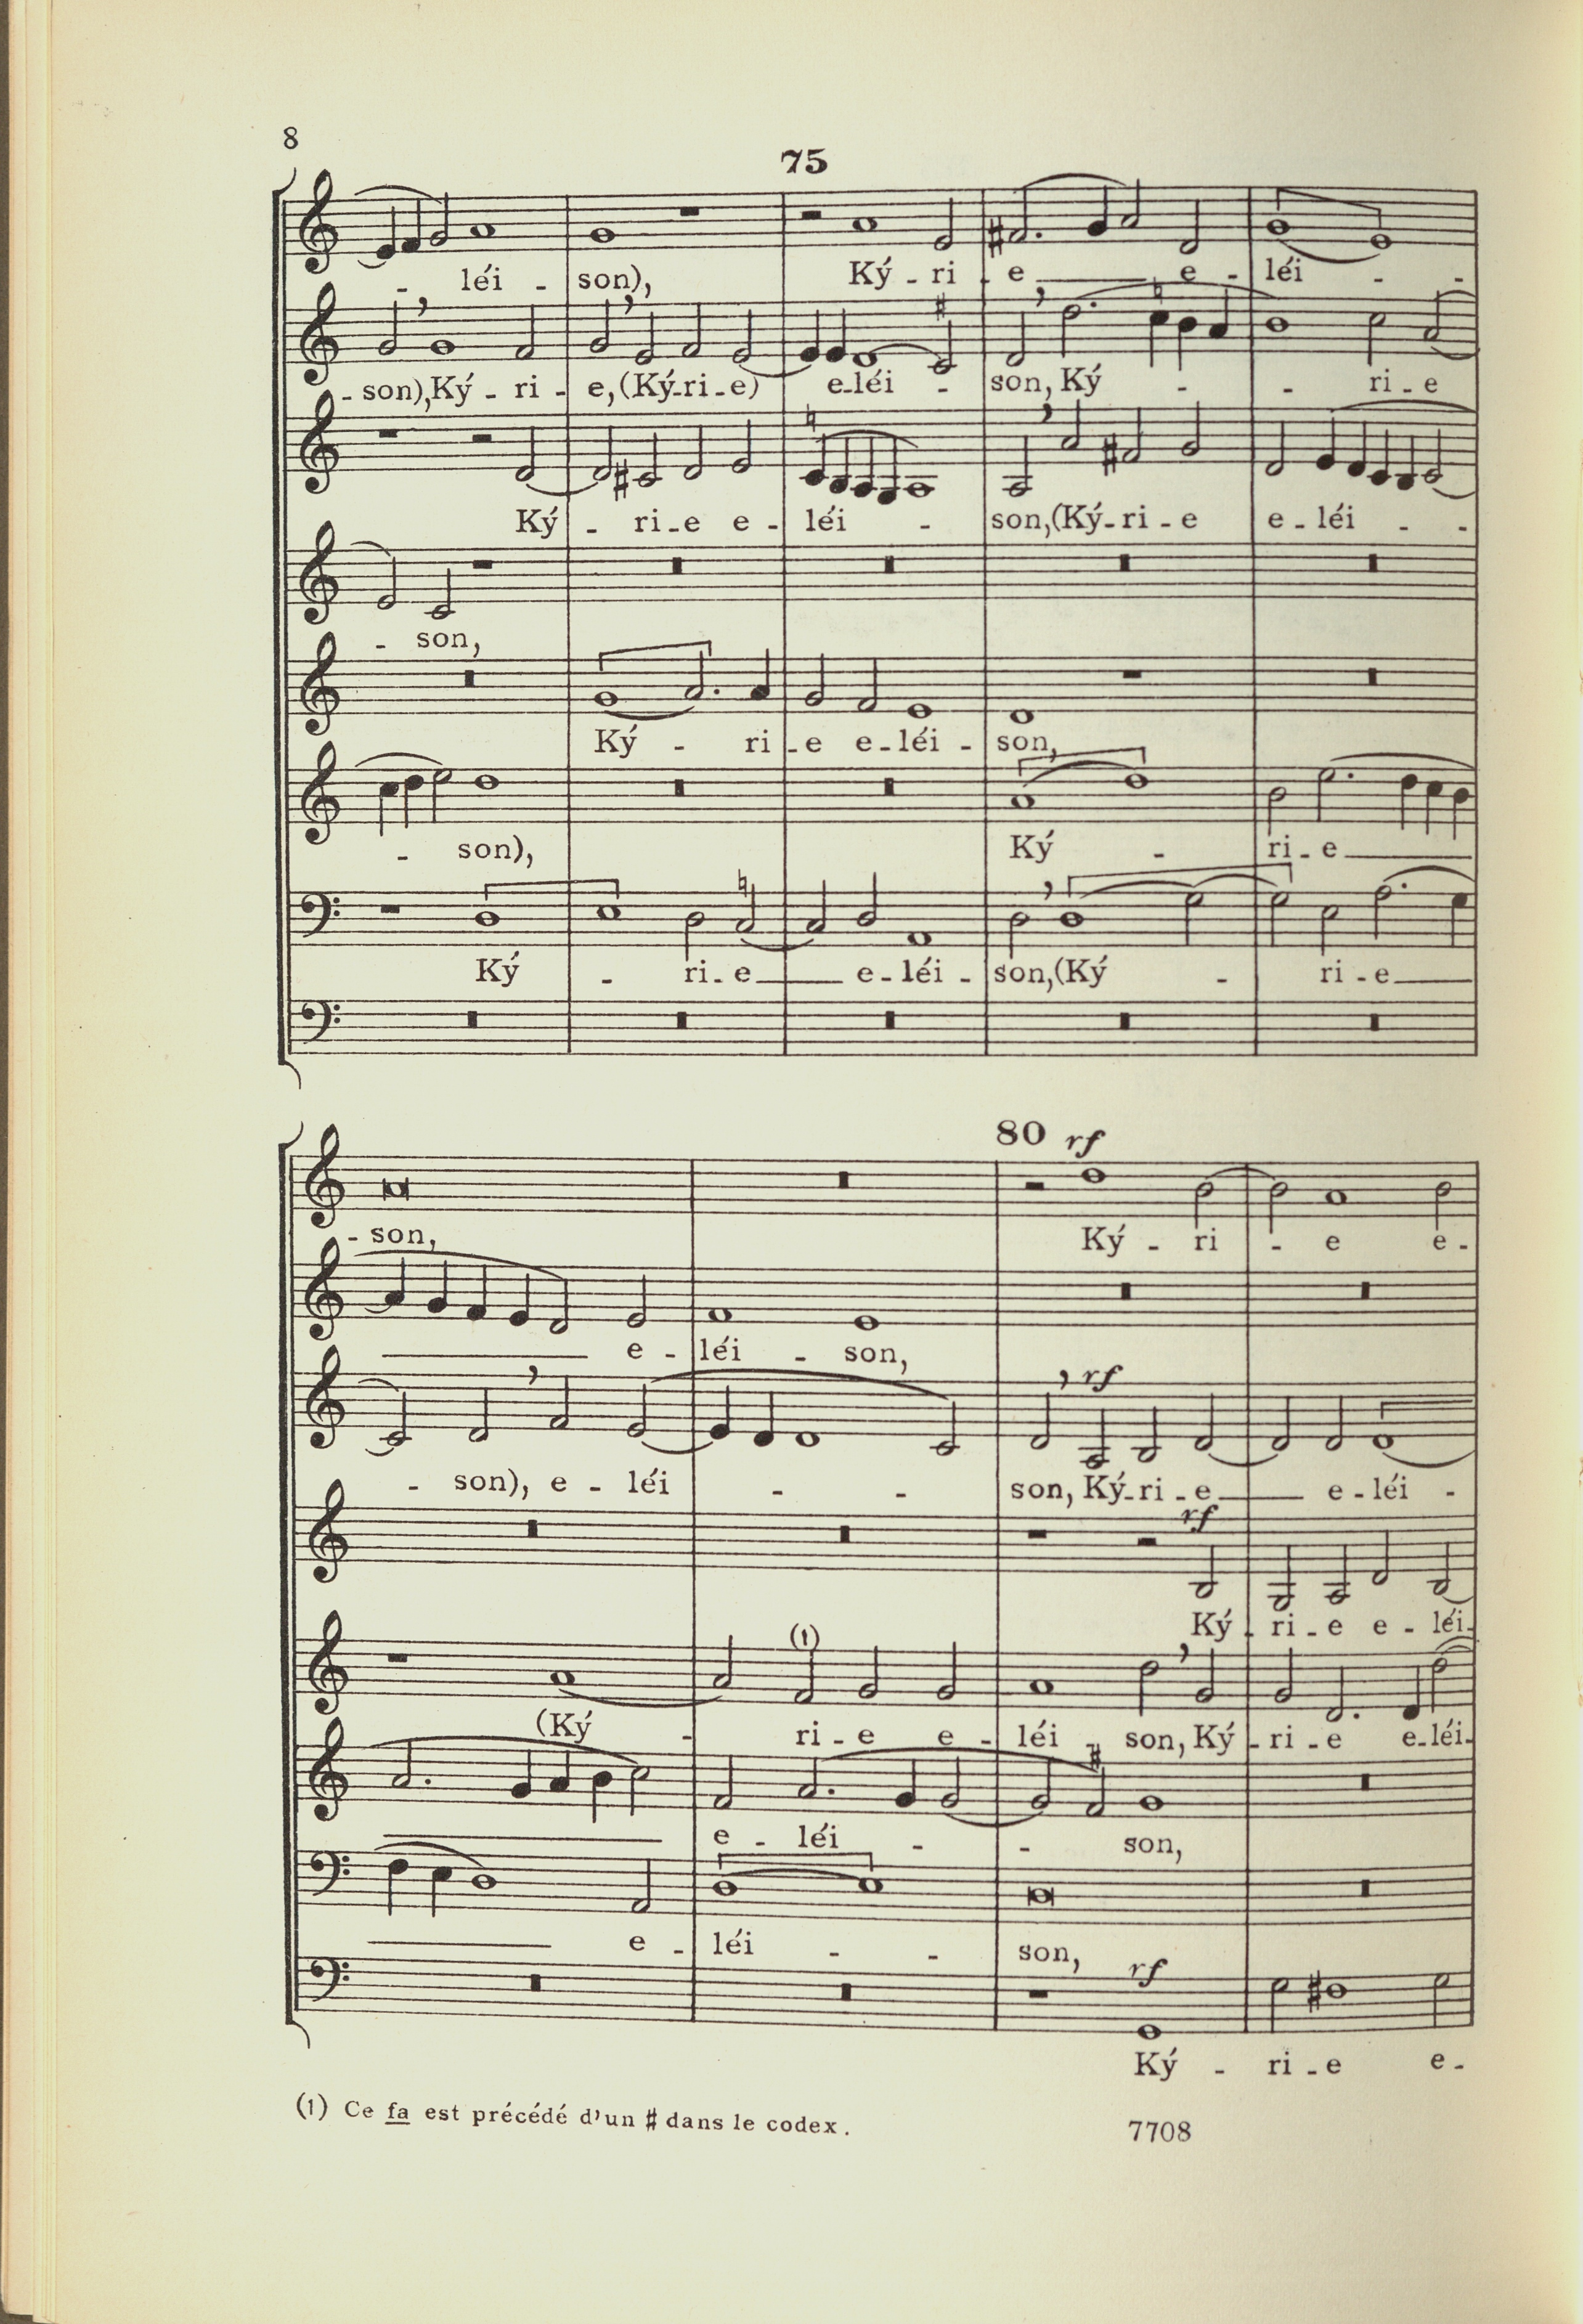 8
75
- léi - son), Ký - ri - e e - léi - -
- son), Ký - ri - e, (Ký-ri-e) e-léi - son, Ký - - ri - e
Ký - ri-e e - léi - son, (Ký-ri-e e-léi - -
- son,
Ký - ri - e e-léi - son,
- son), Ký - ri-e
Ký - ri-e e-léi - son, (Ký - ri-e
80 rf
- son, Ký - ri - e e-
e - léi - son,
rf
- son), e - léi - - son, Ký-ri-e e-léi -
rf
Ký - ri - e e - léi-
(1)
(Ký - ri - e e - léi - son, Ký - ri - e e-léi-
e - léi - - son,
e - léi - - son,
rf
Ký - ri - e e-
(1) Ce fa est précédé d'un # dans le codex.
7708